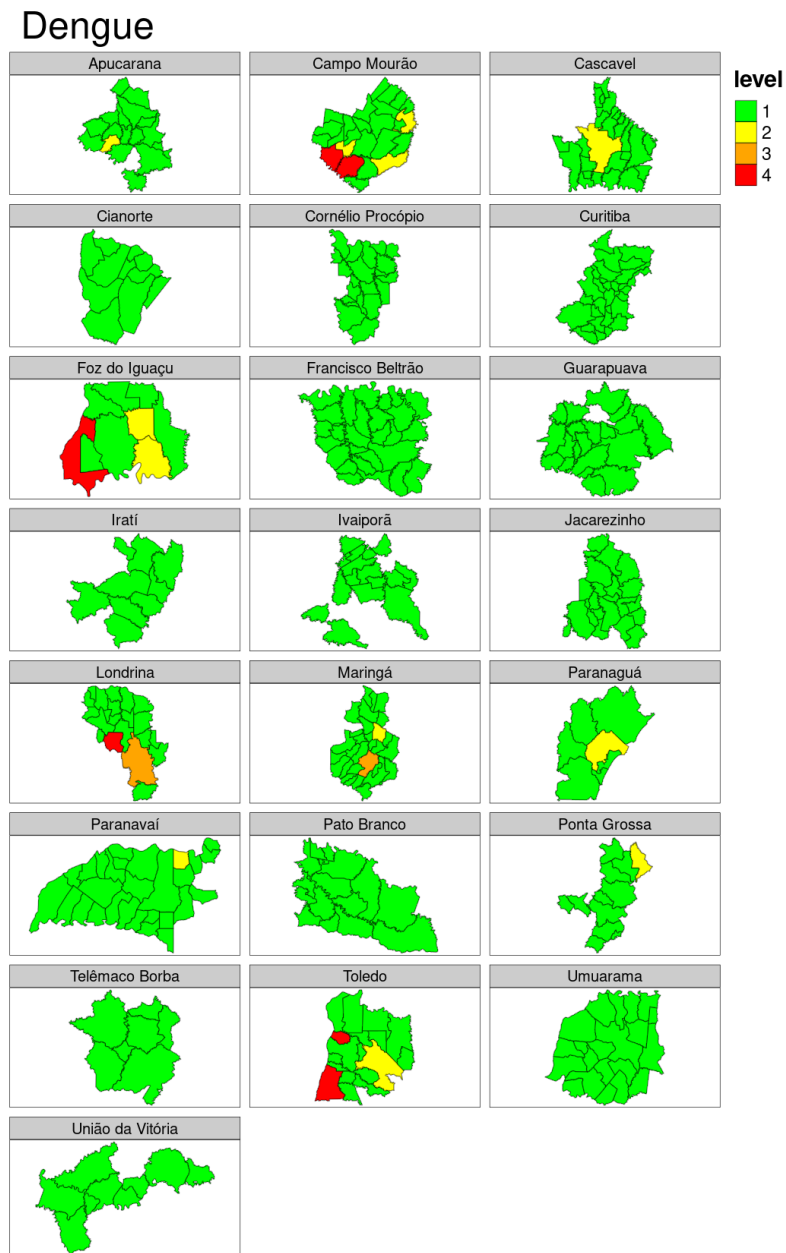 Dengue
Apucarana
Campo Mourão
Cascavel
level
1
2
3
4
Cianorte
Cornélio Procópio
Curitiba
Foz do Iguaçu
Francisco Beltrão
Guarapuava
Iratí
Ivaiporã
Jacarezinho
Londrina
Maringá
Paranaguá
Paranavaí
Pato Branco
Ponta Grossa
Telêmaco Borba
Toledo
Umuarama
União da Vitória